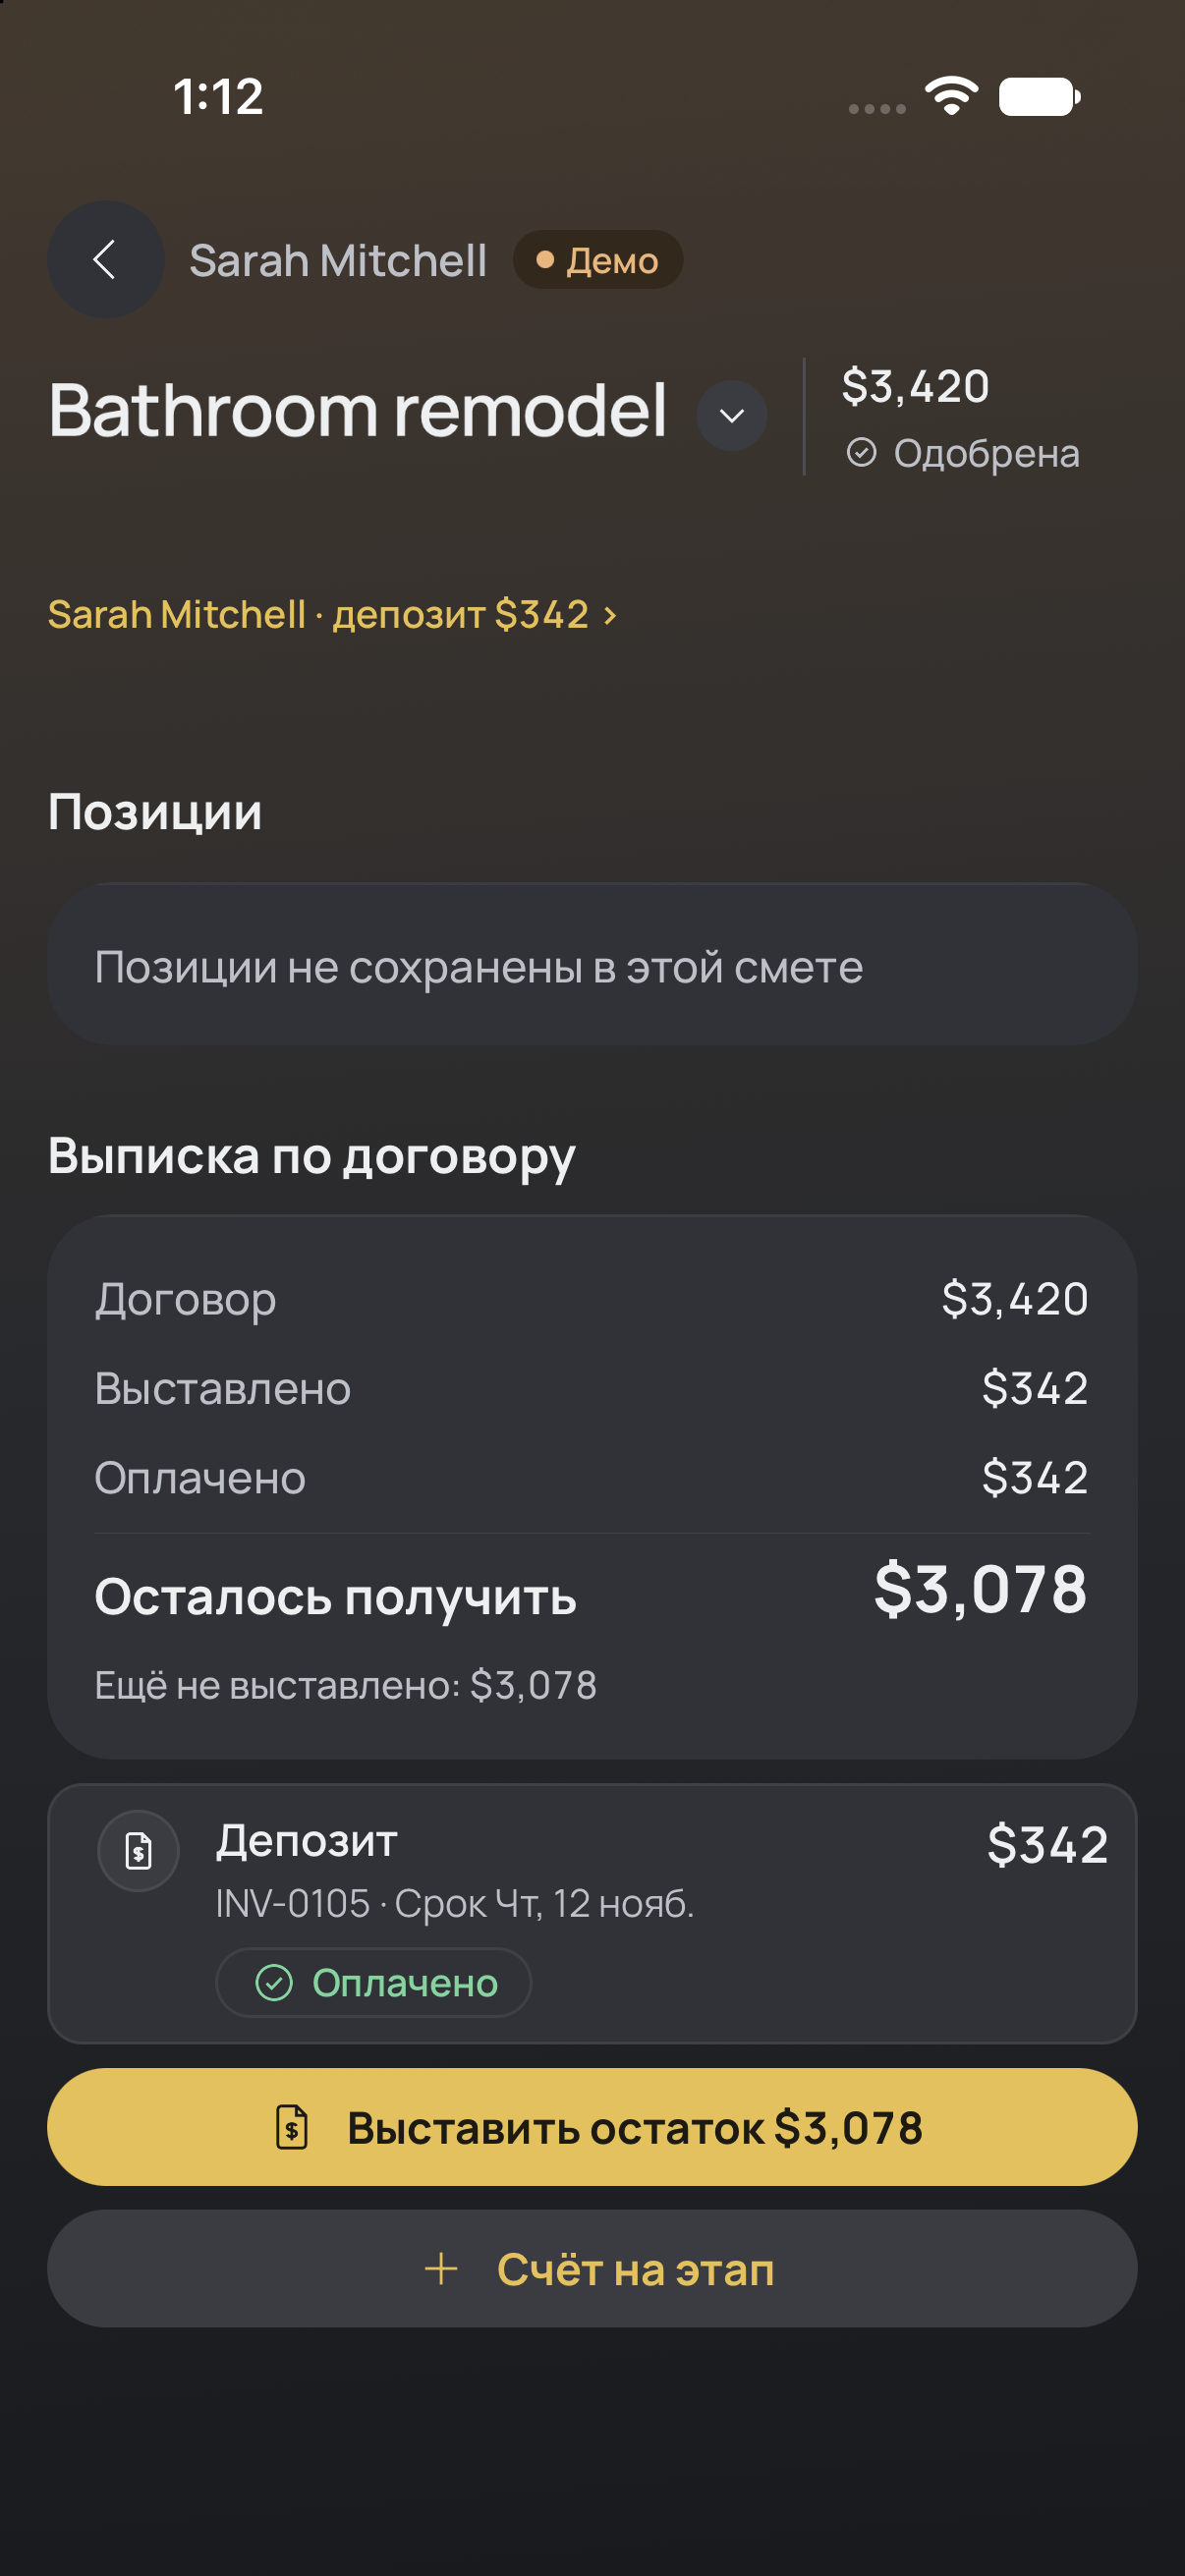 1:12
Sarah Mitchell
Демо
Bathroom remodel
$3,420
Одобрена
Sarah Mitchell · депозит $342 ›
Позиции
Позиции не сохранены в этой смете
Выписка по договору
Договор $3,420
Выставлено $342
Оплачено $342
Осталось получить $3,078
Ещё не выставлено: $3,078
Депозит $342
INV-0105 · Срок Чт, 12 нояб.
Оплачено
Выставить остаток $3,078
Счёт на этап